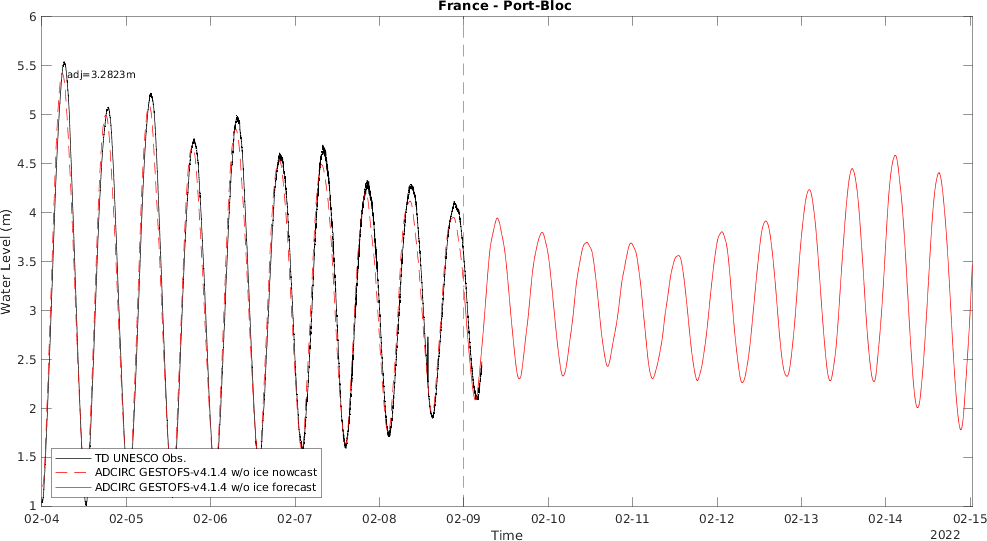 France - Port-Bloc
6
5.5
5
4.5
4
3.5
3
2.5
2
1.5
1
Water Level (m)
adj=3.2823m
TD UNESCO Obs.
ADCIRC GESTOFS-v4.1.4 w/o ice nowcast
ADCIRC GESTOFS-v4.1.4 w/o ice forecast
02-04 02-05 02-06 02-07 02-08 02-09 02-10 02-11 02-12 02-13 02-14 02-15
Time
2022